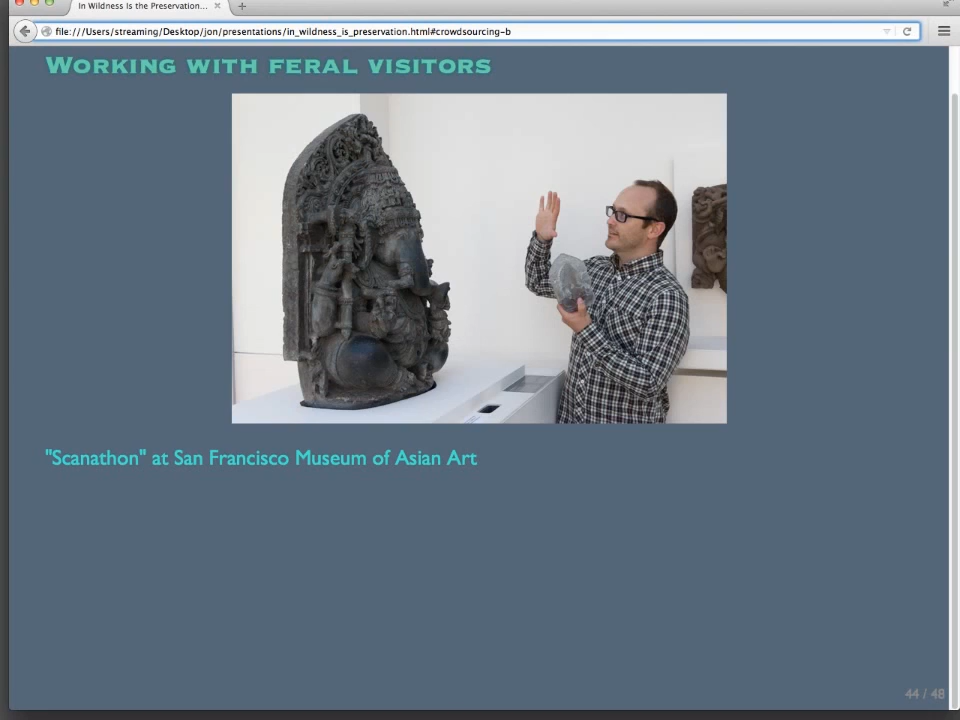 In Wildness Is the Preservation...
file:///Users/streaming/Desktop/jon/presentations/in_wildness_is_preservation.html#crowdsourcing-b
Working with feral visitors
"Scanathon" at San Francisco Museum of Asian Art
44 / 48